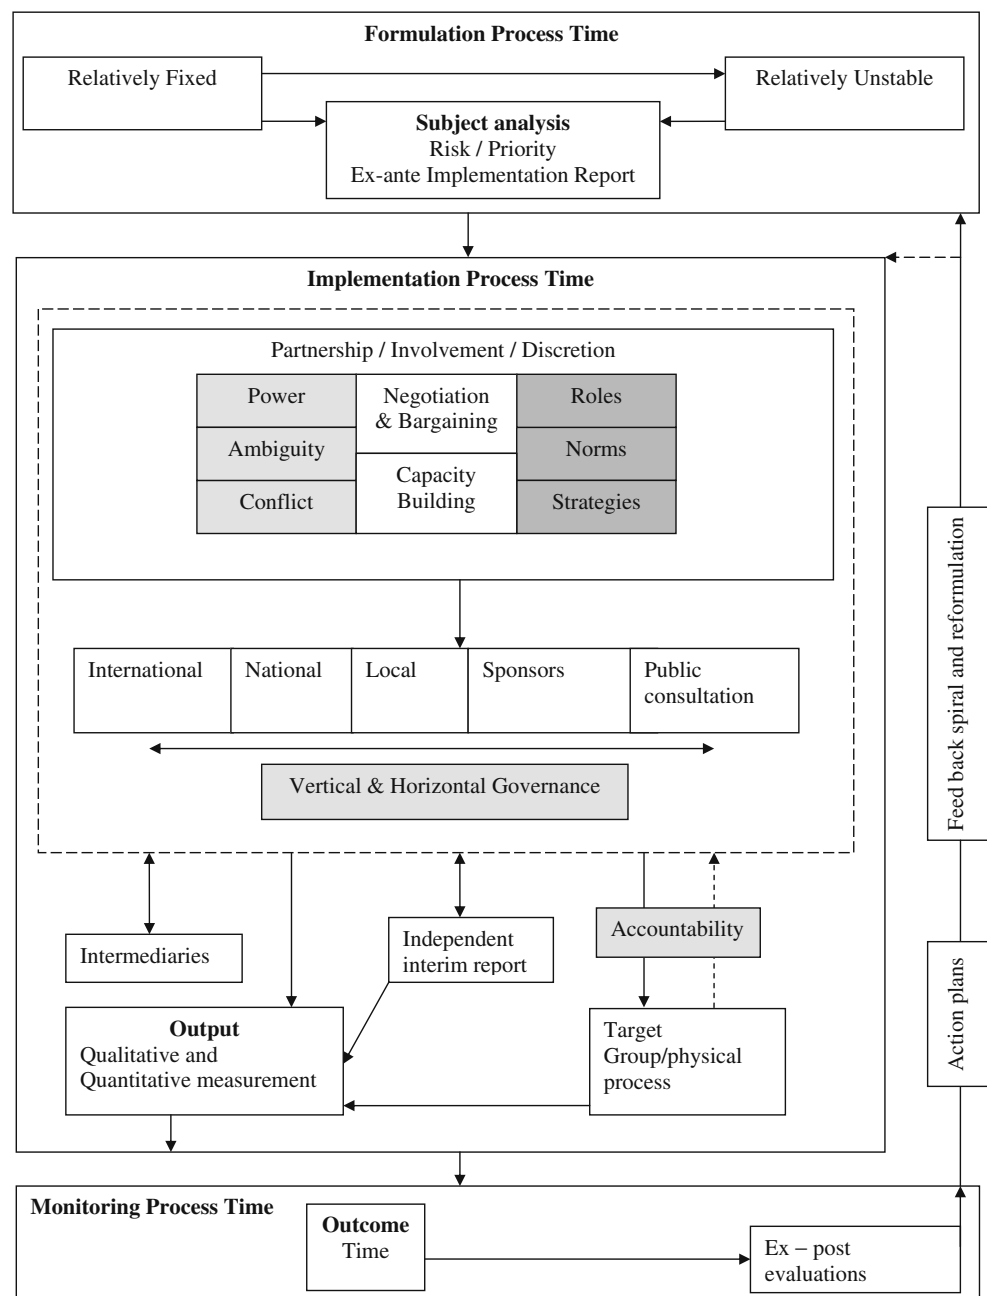 Formulation Process Time
Relatively Fixed
Relatively Unstable
Subject analysis
Risk / Priority
Ex-ante Implementation Report
Implementation Process Time
Partnership / Involvement / Discretion
Power
Ambiguity
Conflict
Negotiation
& Bargaining
Capacity
Building
Roles
Norms
Strategies
International
National
Local
Sponsors
Public
consultation
Vertical & Horizontal Governance
Intermediaries
Independent
interim report
Accountability
Output
Qualitative and
Quantitative measurement
Target
Group/physical
process
Feed back spiral and reformulation
Action plans
Monitoring Process Time
Outcome
Time
Ex – post
evaluations